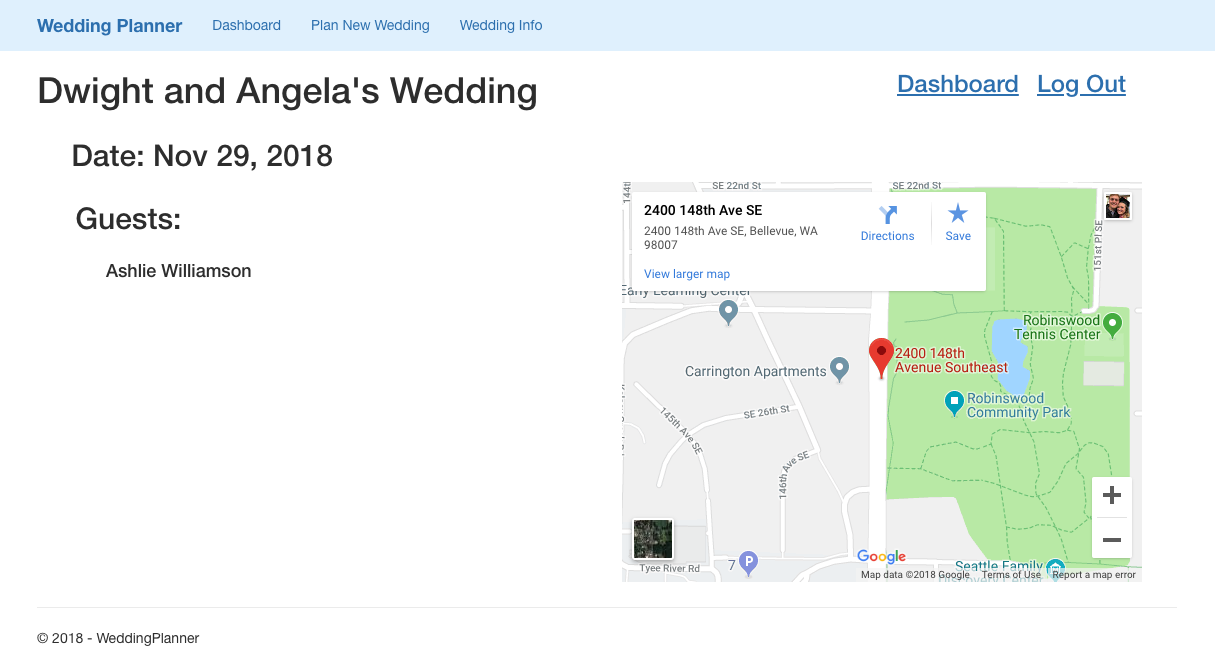 Wedding Planner Dashboard Plan New Wedding Wedding Info
Dwight and Angela's Wedding
Dashboard Log Out
Date: Nov 29, 2018
Guests:
Ashlie Williamson
SE 22nd St
SE 22nd St
2400 148th Ave SE
2400 148th Ave SE, Bellevue, WA
98007
View larger map
Directions
Save
151st Pl SE
Early Learning Center
Robinswood
Tennis Center
2400 148th
Avenue Southeast
Carrington Apartments
Robinswood
Community Park
SE 26th St
145th Ave SE
146th Ave SE
Google
7
P
Tyee River Rd
Seattle Family
Map data ©2018 Google Terms of Use Report a map error
© 2018 - WeddingPlanner